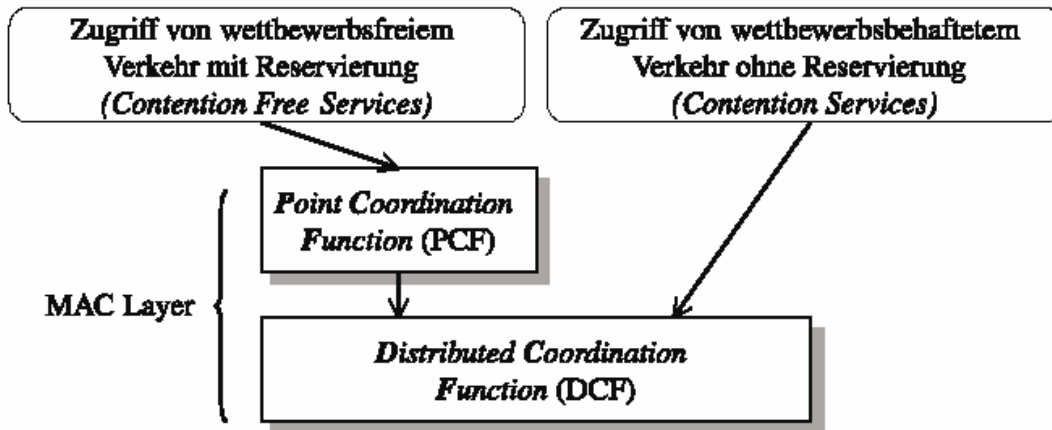 Zugriff von wettbewerbsfreiem
Verkehr mit Reservierung
(Contention Free Services)
Zugriff von wettbewerbsbehaftetem
Verkehr ohne Reservierung
(Contention Services)
Point Coordination
Function (PCF)
MAC Layer
Distributed Coordination
Function (DCF)